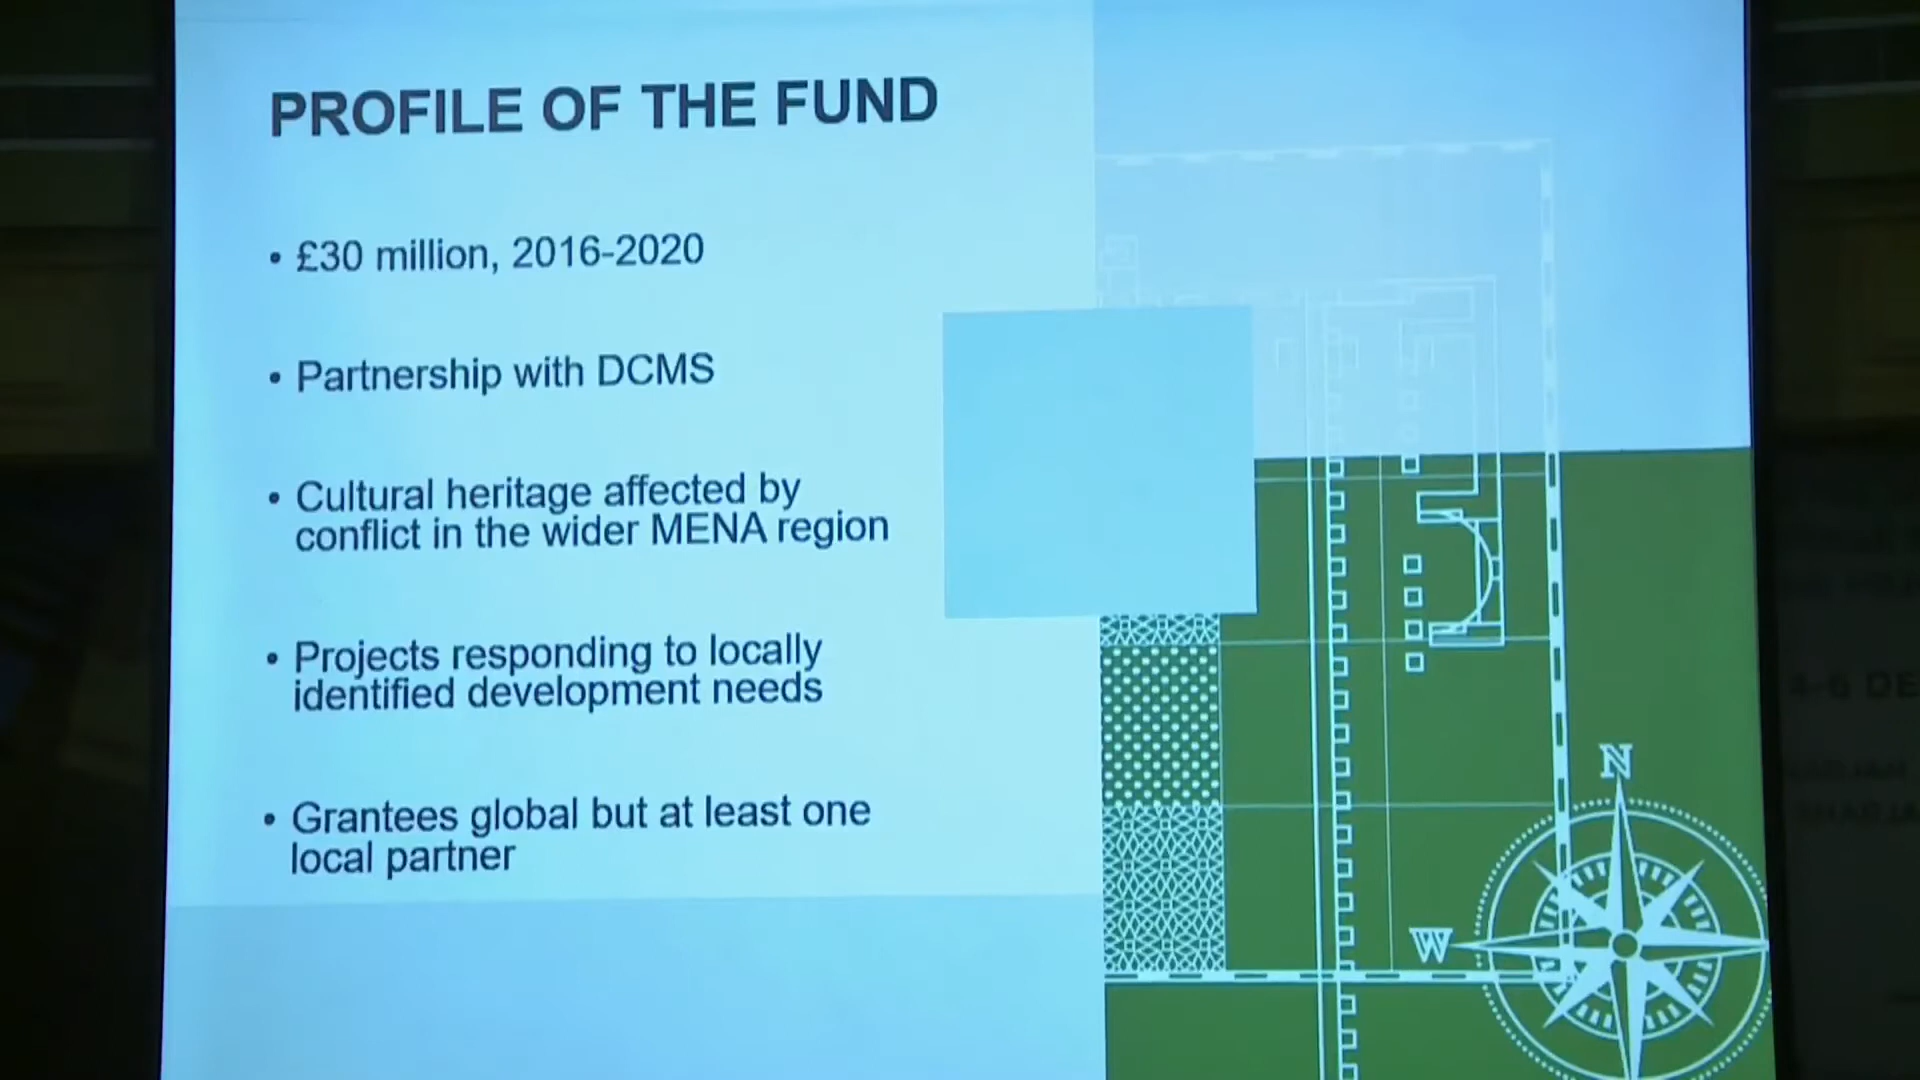 PROFILE OF THE FUND
• £30 million, 2016-2020
• Partnership with DCMS
• Cultural heritage affected by
conflict in the wider MENA region
• Projects responding to locally
identified development needs
• Grantees global but at least one
local partner
N
W